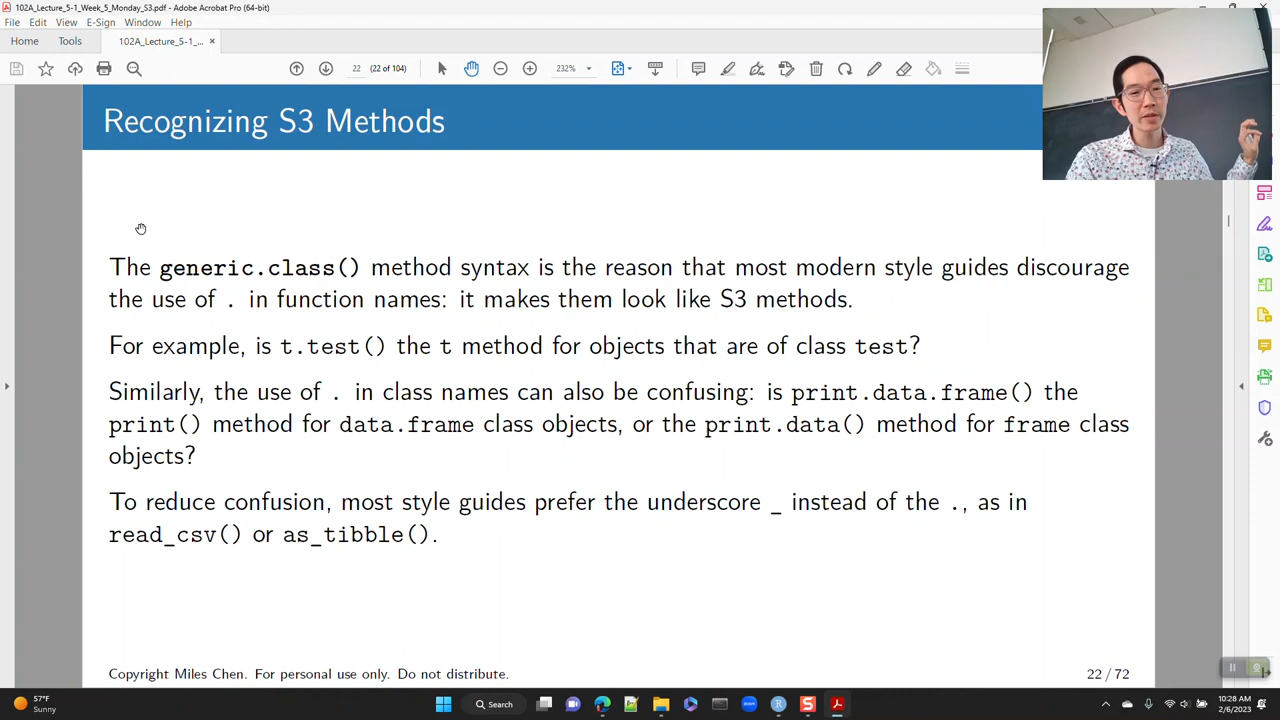 102A_Lecture_5-1_Week_5_Monday_S3.pdf - Adobe Acrobat Pro (64-bit)
File Edit View E-Sign Window Help
Home Tools 102A_Lecture_5-1_... ×
22 (22 of 104) 232%
Recognizing S3 Methods
The generic.class() method syntax is the reason that most modern style guides discourage
the use of . in function names: it makes them look like S3 methods.
For example, is t.test() the t method for objects that are of class test?
Similarly, the use of . in class names can also be confusing: is print.data.frame() the
print() method for data.frame class objects, or the print.data() method for frame class
objects?
To reduce confusion, most style guides prefer the underscore _ instead of the ., as in
read_csv() or as_tibble().
Copyright Miles Chen. For personal use only. Do not distribute. 22 / 72
57°F
Sunny
Search
10:28 AM
2/6/2023